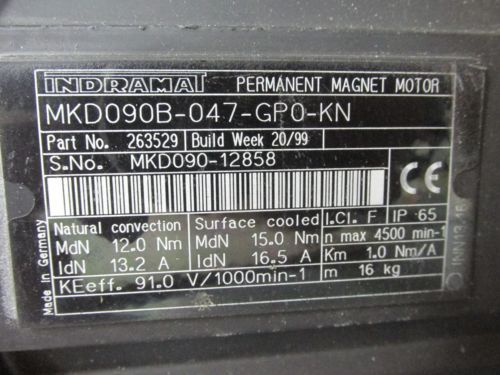 INDRAMAT PERMANENT MAGNET MOTOR
MKD090B-047-GP0-KN
Part No. 263529 Build Week 20/99
S.No. MKD090-12858
CE
Natural convection Surface cooled I.Cl. F IP 65
MdN 12.0 Nm MdN 15.0 Nm n max 4500 min-1
IdN 13.2 A IdN 16.5 A Km 1.0 Nm/A
KEeff. 91.0 V/1000min-1 m 16 kg
Made in Germany